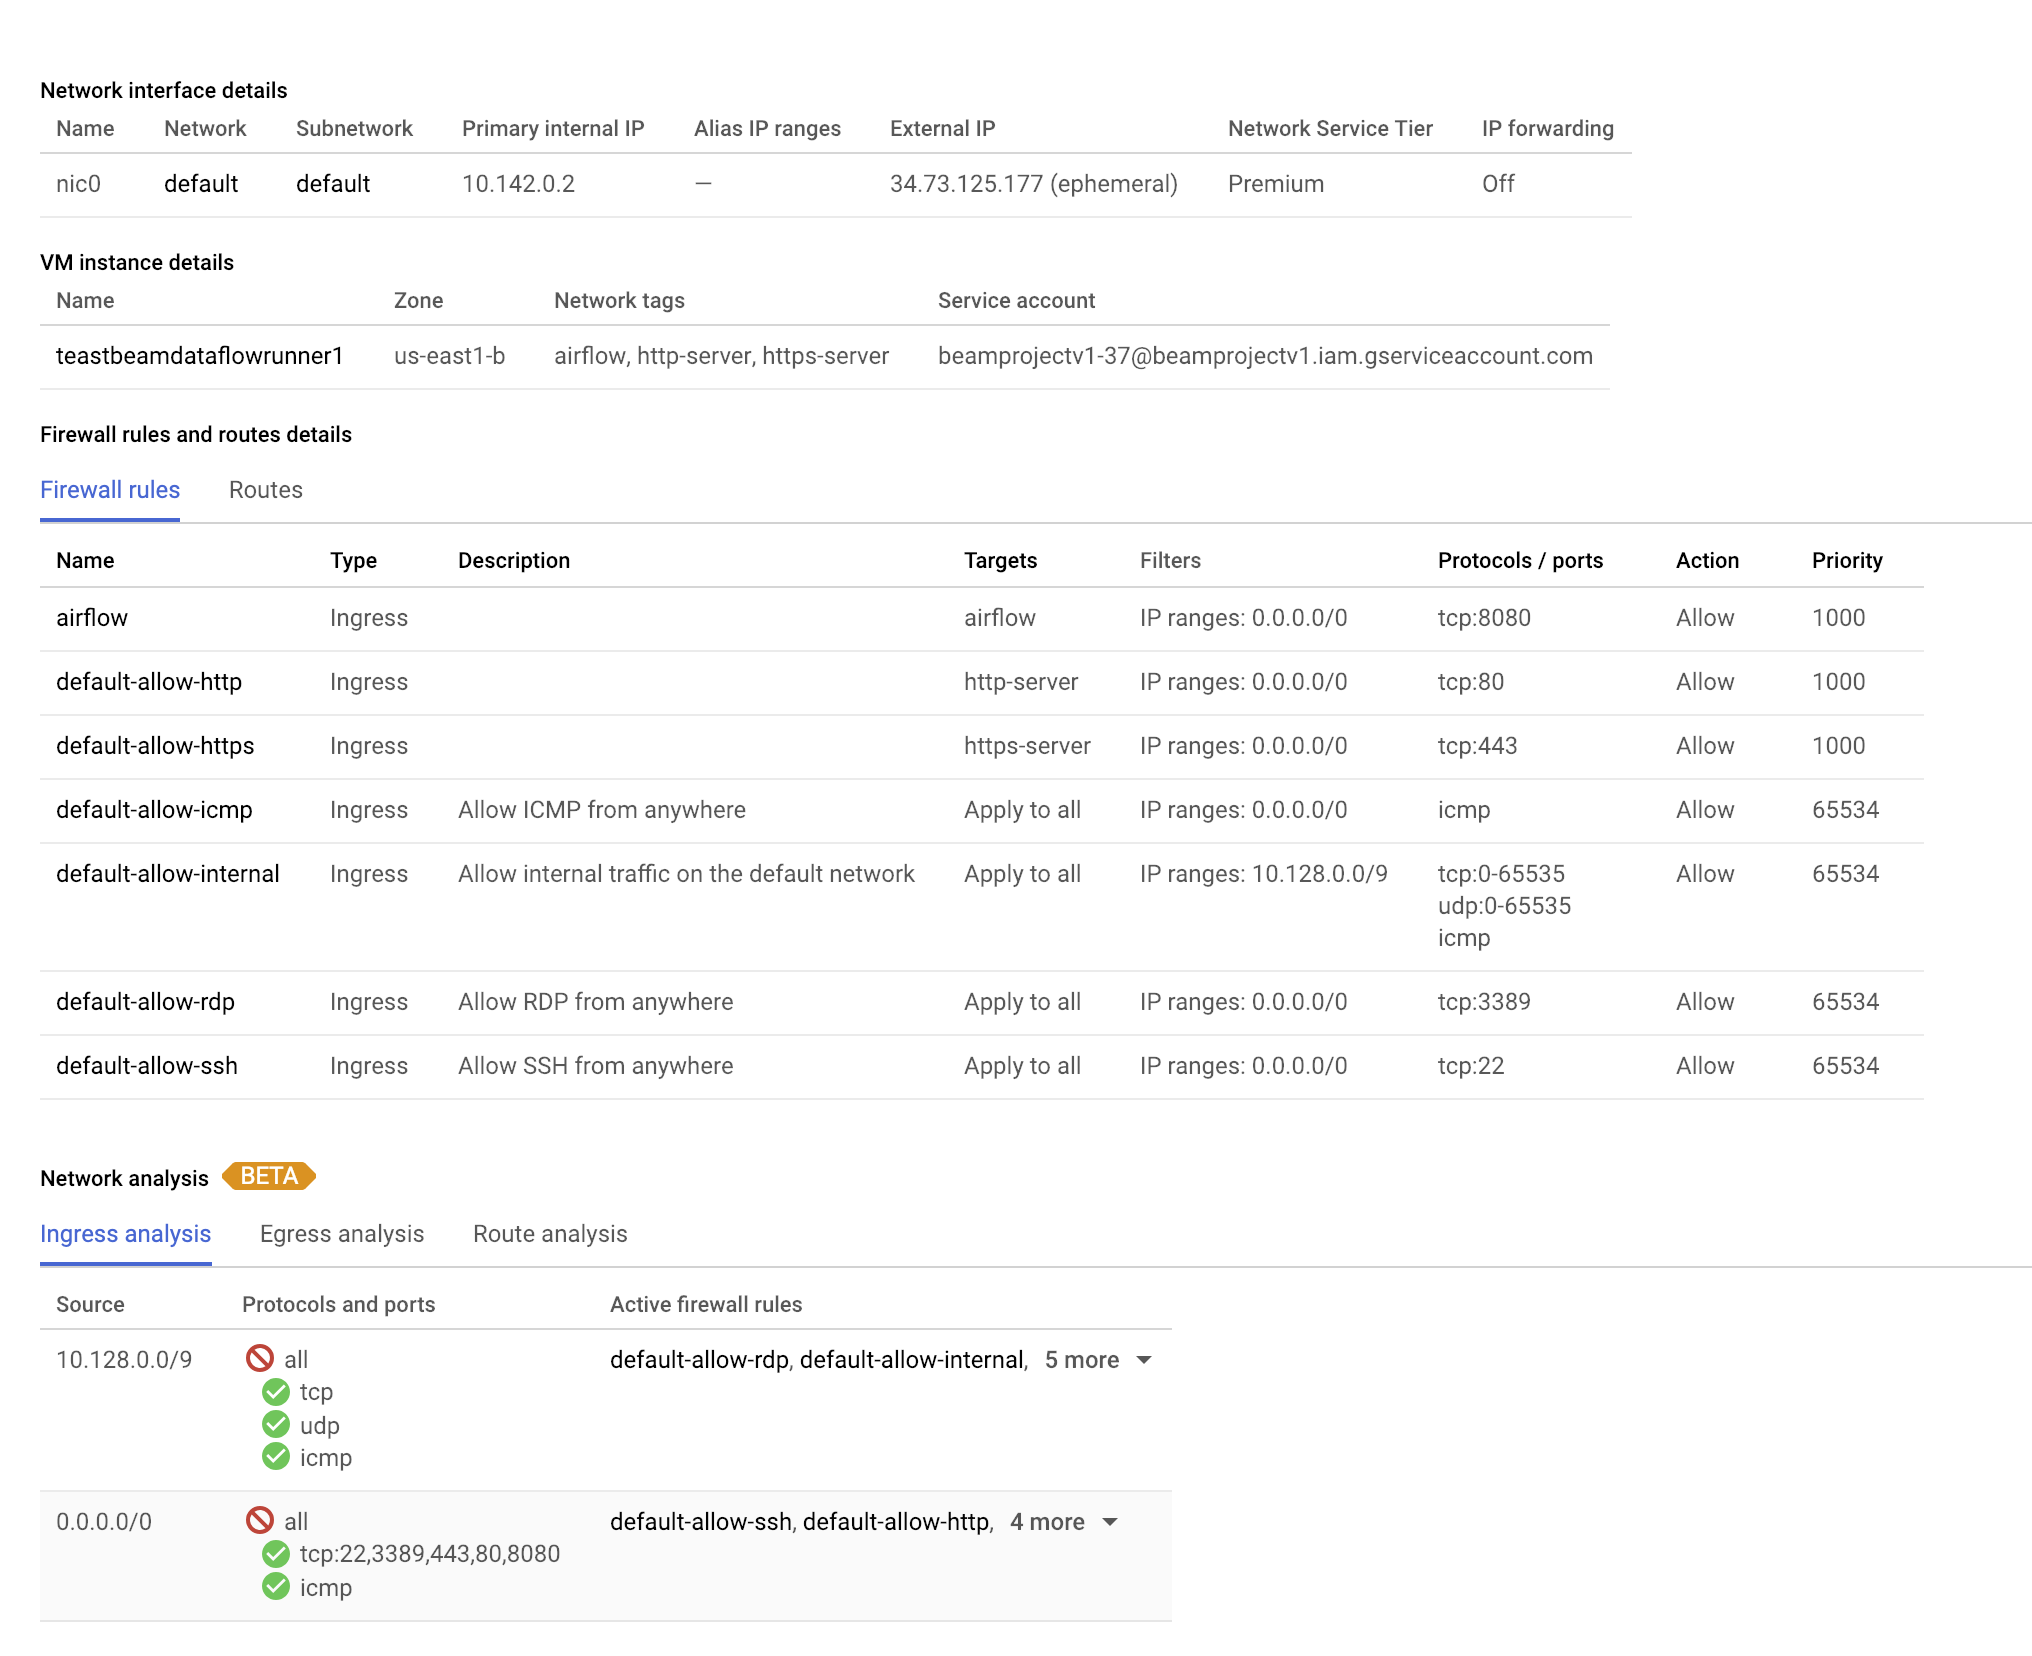 Network interface details
Name Network Subnetwork Primary internal IP Alias IP ranges External IP Network Service Tier IP forwarding
nic0 default default 10.142.0.2 — 34.73.125.177 (ephemeral) Premium Off
VM instance details
Name Zone Network tags Service account
teastbeamdataflowrunner1 us-east1-b airflow, http-server, https-server beamprojectv1-37@beamprojectv1.iam.gserviceaccount.com
Firewall rules and routes details
Firewall rules Routes
Name Type Description Targets Filters Protocols / ports Action Priority
airflow Ingress airflow IP ranges: 0.0.0.0/0 tcp:8080 Allow 1000
default-allow-http Ingress http-server IP ranges: 0.0.0.0/0 tcp:80 Allow 1000
default-allow-https Ingress https-server IP ranges: 0.0.0.0/0 tcp:443 Allow 1000
default-allow-icmp Ingress Allow ICMP from anywhere Apply to all IP ranges: 0.0.0.0/0 icmp Allow 65534
default-allow-internal Ingress Allow internal traffic on the default network Apply to all IP ranges: 10.128.0.0/9 tcp:0-65535 Allow 65534
udp:0-65535
icmp
default-allow-rdp Ingress Allow RDP from anywhere Apply to all IP ranges: 0.0.0.0/0 tcp:3389 Allow 65534
default-allow-ssh Ingress Allow SSH from anywhere Apply to all IP ranges: 0.0.0.0/0 tcp:22 Allow 65534
Network analysis BETA
Ingress analysis Egress analysis Route analysis
Source Protocols and ports Active firewall rules
10.128.0.0/9 all default-allow-rdp, default-allow-internal, 5 more
tcp
udp
icmp
0.0.0.0/0 all default-allow-ssh, default-allow-http, 4 more
tcp:22,3389,443,80,8080
icmp